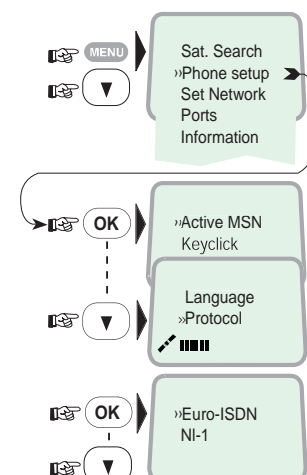 MENU
Sat. Search
»Phone setup
Set Network
Ports
Information
OK
»Active MSN
Keyclick
Language
»Protocol
OK
»Euro-ISDN
NI-1